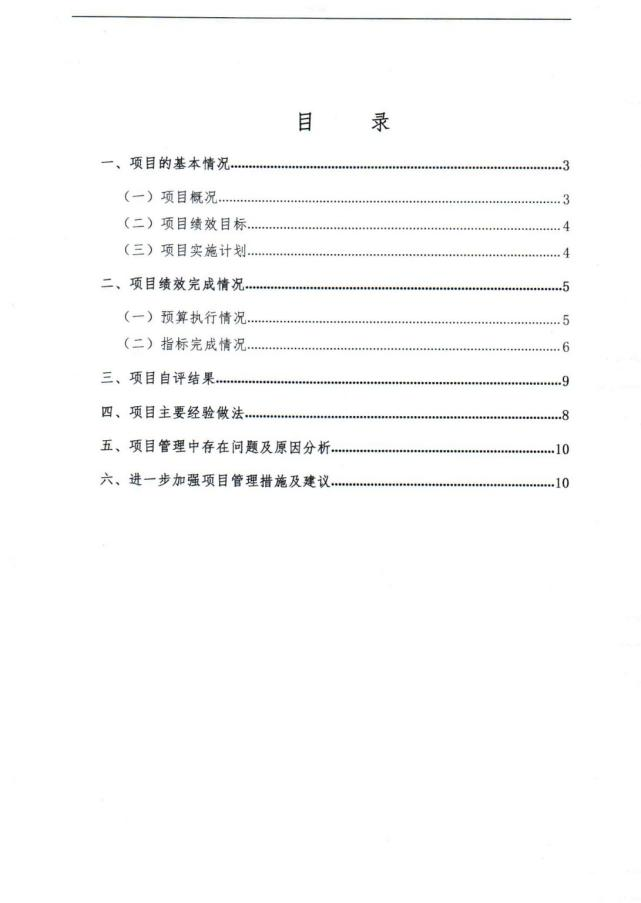 目 录
一、项目的基本情况........3
（一）项目概况........3
（二）项目绩效目标........4
（三）项目实施计划........4
二、项目绩效完成情况........5
（一）预算执行情况........5
（二）指标完成情况........6
三、项目自评结果........9
四、项目主要经验做法........8
五、项目管理中存在问题及原因分析........10
六、进一步加强项目管理措施及建议........10